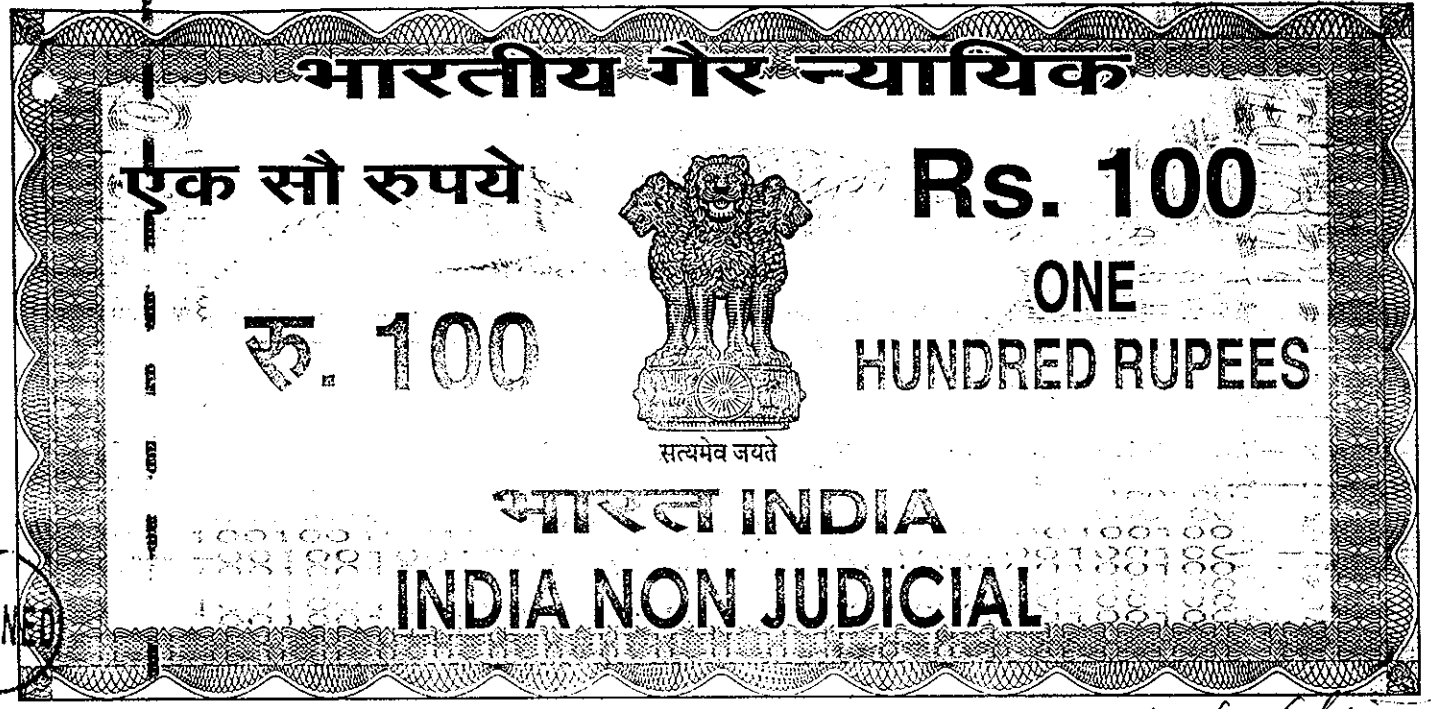 भारतीय गैर न्यायिक
एक सौ रुपये
Rs. 100
रु. 100
ONE
HUNDRED RUPEES
सत्यमेव जयते
भारत INDIA
INDIA NON JUDICIAL